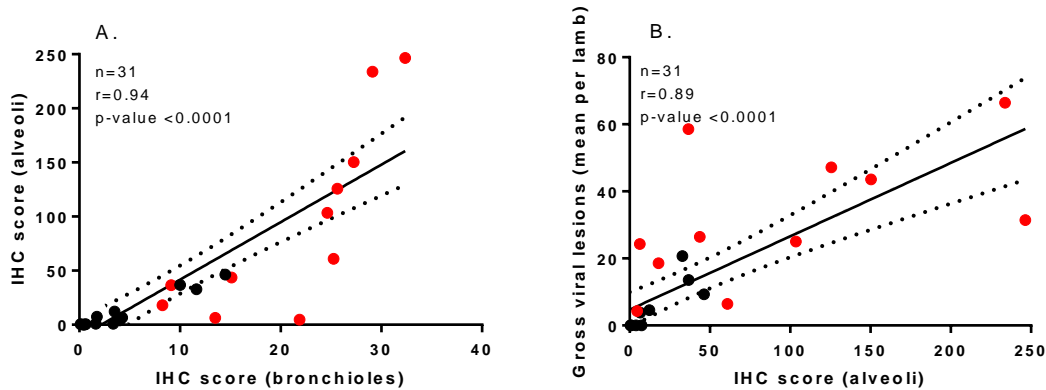 A.
IHC score (alveoli)
250
200
150
100
50
0
n=31
r=0.94
p-value <0.0001
0 10 20 30 40
IHC score (bronchioles)
B.
Gross viral lesions (mean per lamb)
80
60
40
20
0
n=31
r=0.89
p-value <0.0001
0 50 100 150 200 250
IHC score (alveoli)